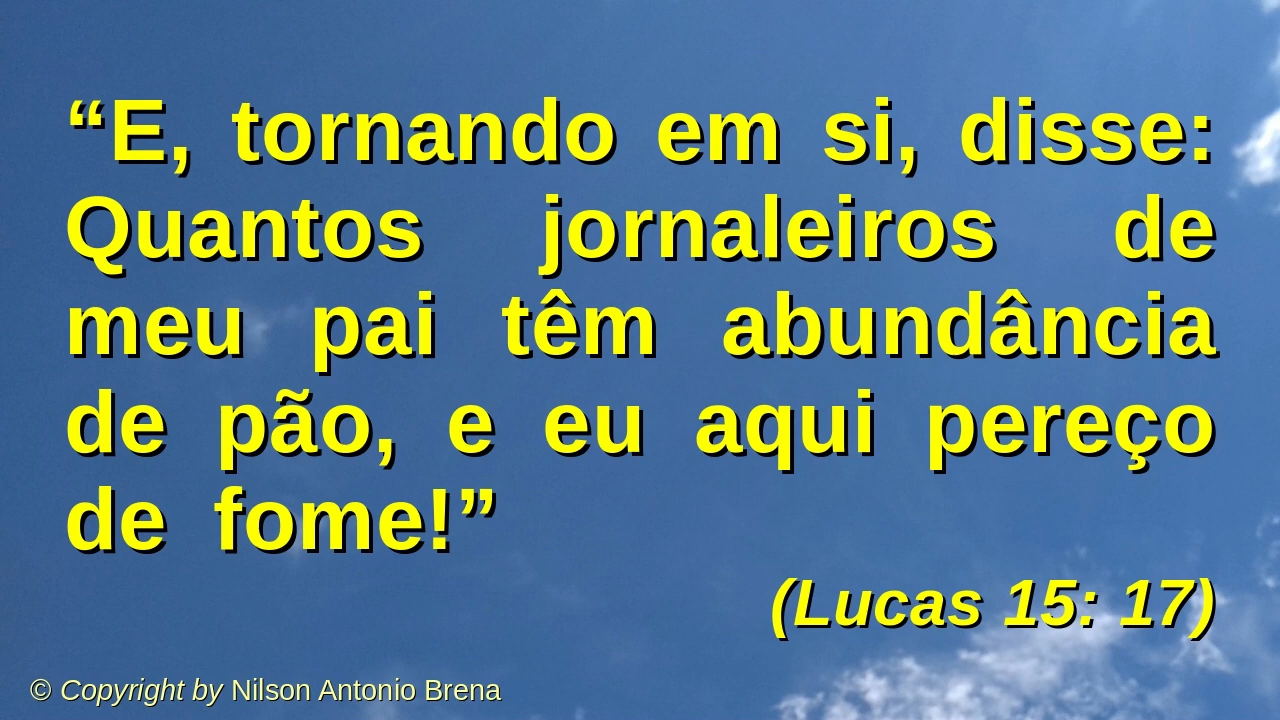 “E, tornando em si, disse:
Quantos jornaleiros de
meu pai têm abundância
de pão, e eu aqui pereço
de fome!”
(Lucas 15: 17)
© Copyright by Nilson Antonio Brena